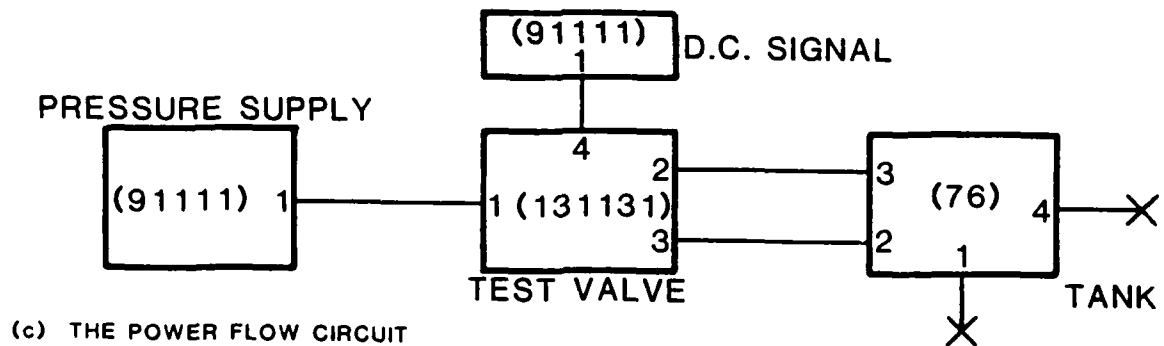 (91111)
1
D.C. SIGNAL
PRESSURE SUPPLY
(91111) 1
4
2
1 (131131)
3
TEST VALVE
3
(76)
4
2
1
TANK
(c) THE POWER FLOW CIRCUIT